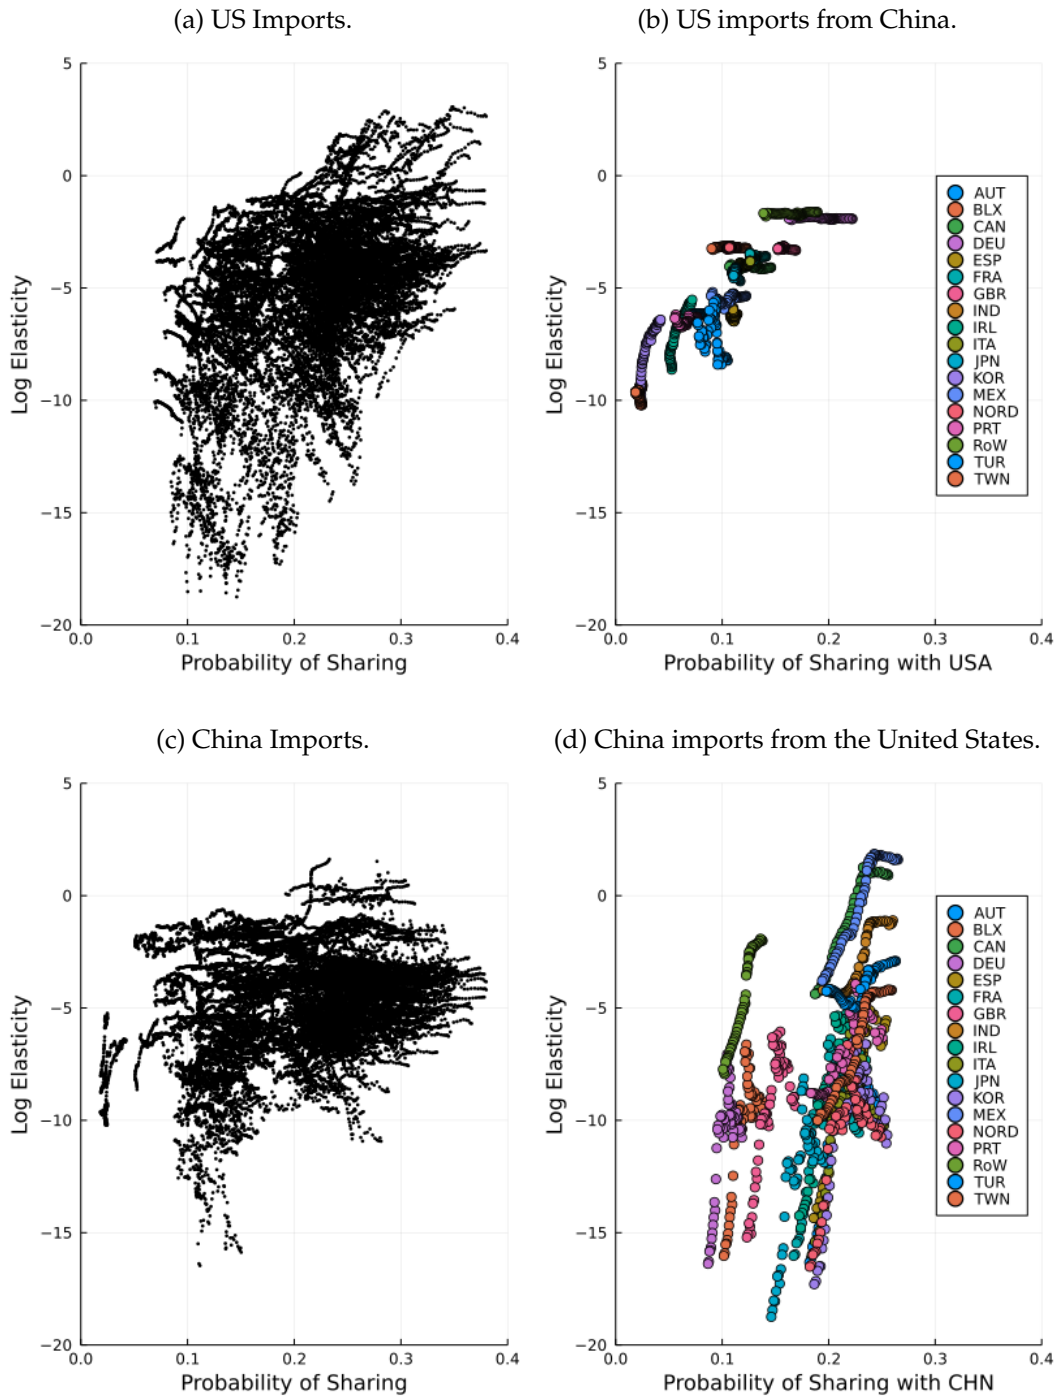 (a) US Imports.
5
0
−5
−10
−15
−20
0.0
0.1
0.2
0.3
0.4
Log Elasticity
Probability of Sharing
(b) US imports from China.
5
0
−5
−10
−15
−20
0.0
0.1
0.2
0.3
0.4
Log Elasticity
Probability of Sharing with USA
AUT
BLX
CAN
DEU
ESP
FRA
GBR
IND
IRL
ITA
JPN
KOR
MEX
NORD
PRT
RoW
TUR
TWN
(c) China Imports.
5
0
−5
−10
−15
−20
0.0
0.1
0.2
0.3
0.4
Log Elasticity
Probability of Sharing
(d) China imports from the United States.
5
0
−5
−10
−15
−20
0.0
0.1
0.2
0.3
0.4
Log Elasticity
Probability of Sharing with CHN
AUT
BLX
CAN
DEU
ESP
FRA
GBR
IND
IRL
ITA
JPN
KOR
MEX
NORD
PRT
RoW
TUR
TWN